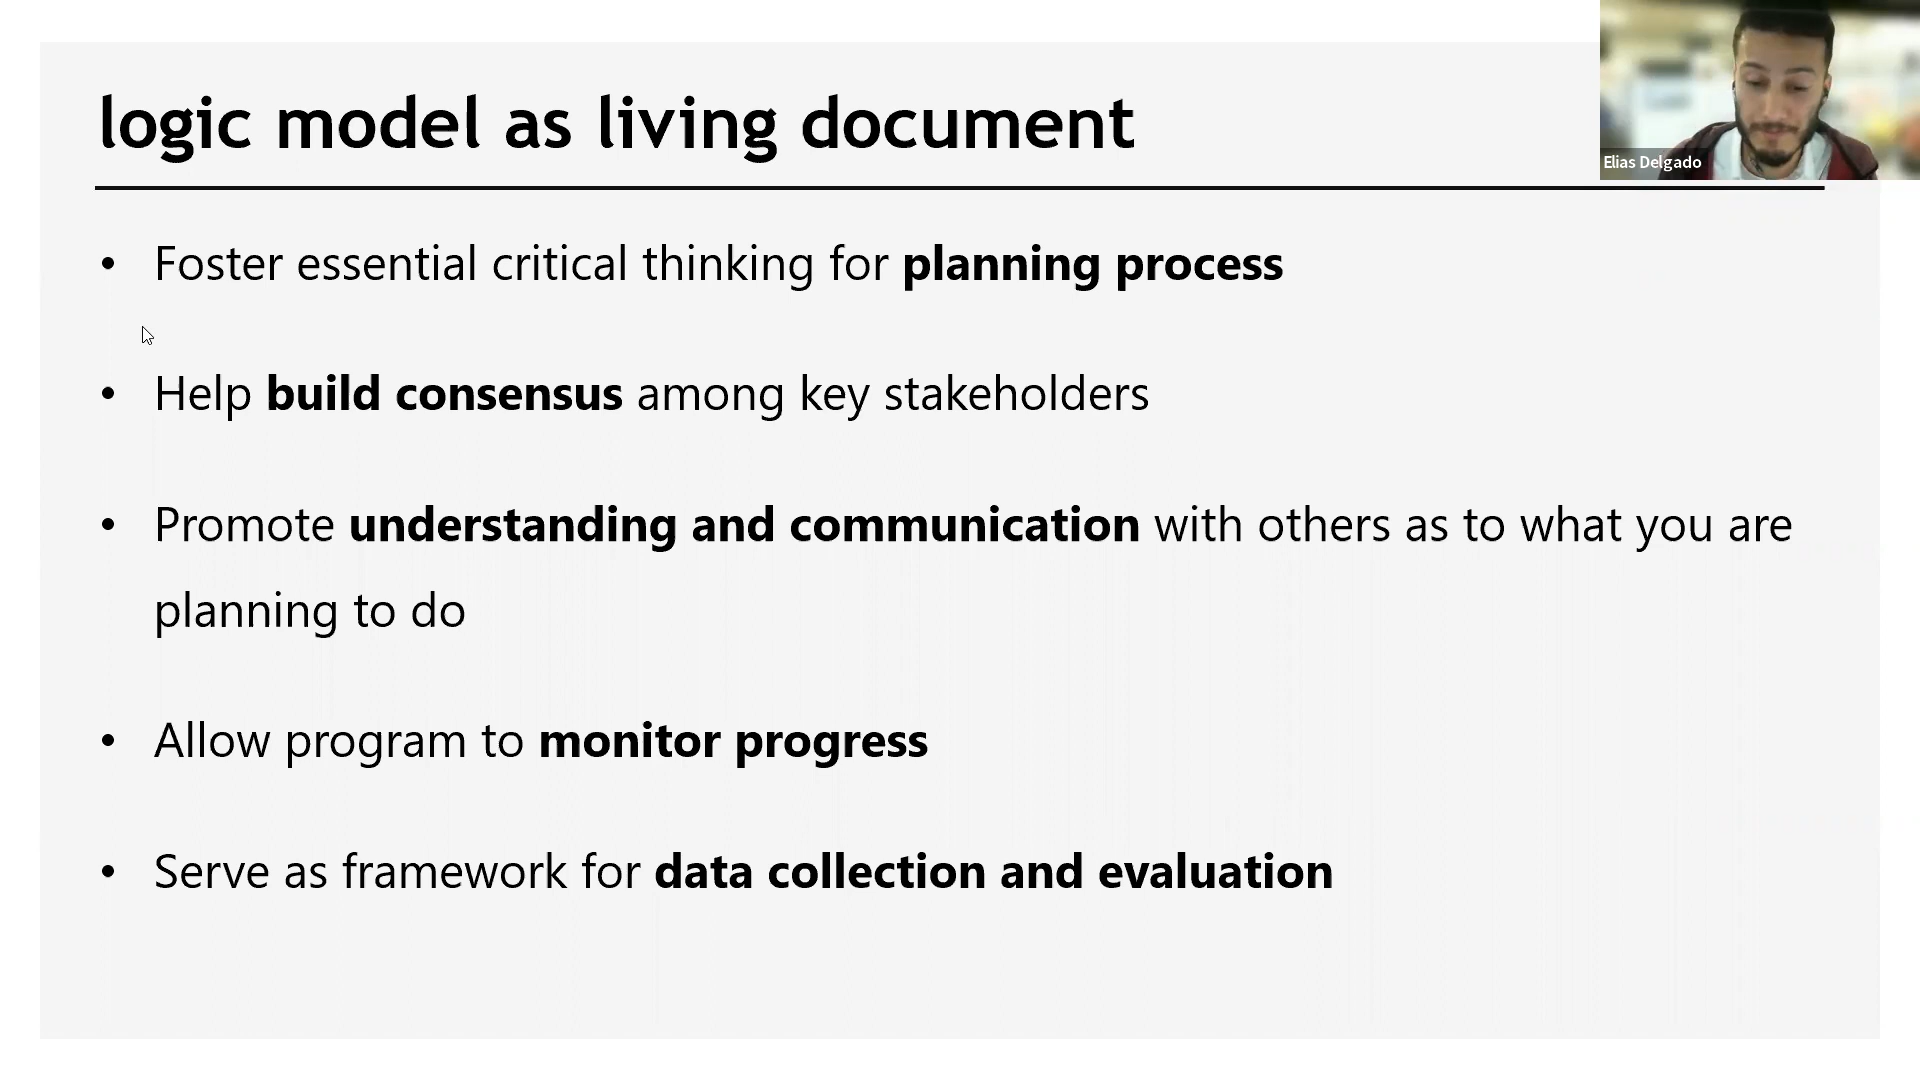 logic model as living document
Elias Delgado
• Foster essential critical thinking for planning process
• Help build consensus among key stakeholders
• Promote understanding and communication with others as to what you are
planning to do
• Allow program to monitor progress
• Serve as framework for data collection and evaluation